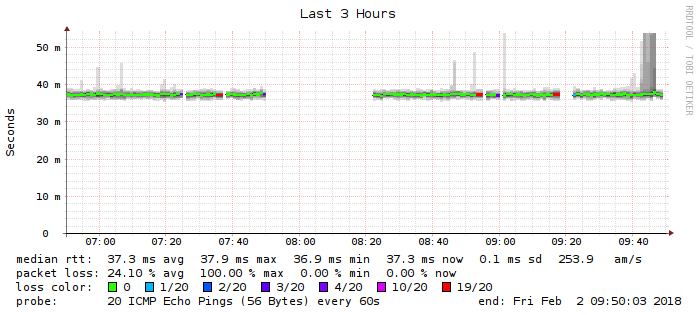 Last 3 Hours
RRDTOOL / TOBI OETIKER
Seconds
50 m
40 m
30 m
20 m
10 m
0
07:00 07:20 07:40 08:00 08:20 08:40 09:00 09:20 09:40
median rtt: 37.3 ms avg 37.9 ms max 36.9 ms min 37.3 ms now 0.1 ms sd 253.9 am/s
packet loss: 24.10 % avg 100.00 % max 0.00 % min 0.00 % now
loss color: 0 1/20 2/20 3/20 4/20 10/20 19/20
probe: 20 ICMP Echo Pings (56 Bytes) every 60s end: Fri Feb 2 09:50:03 2018